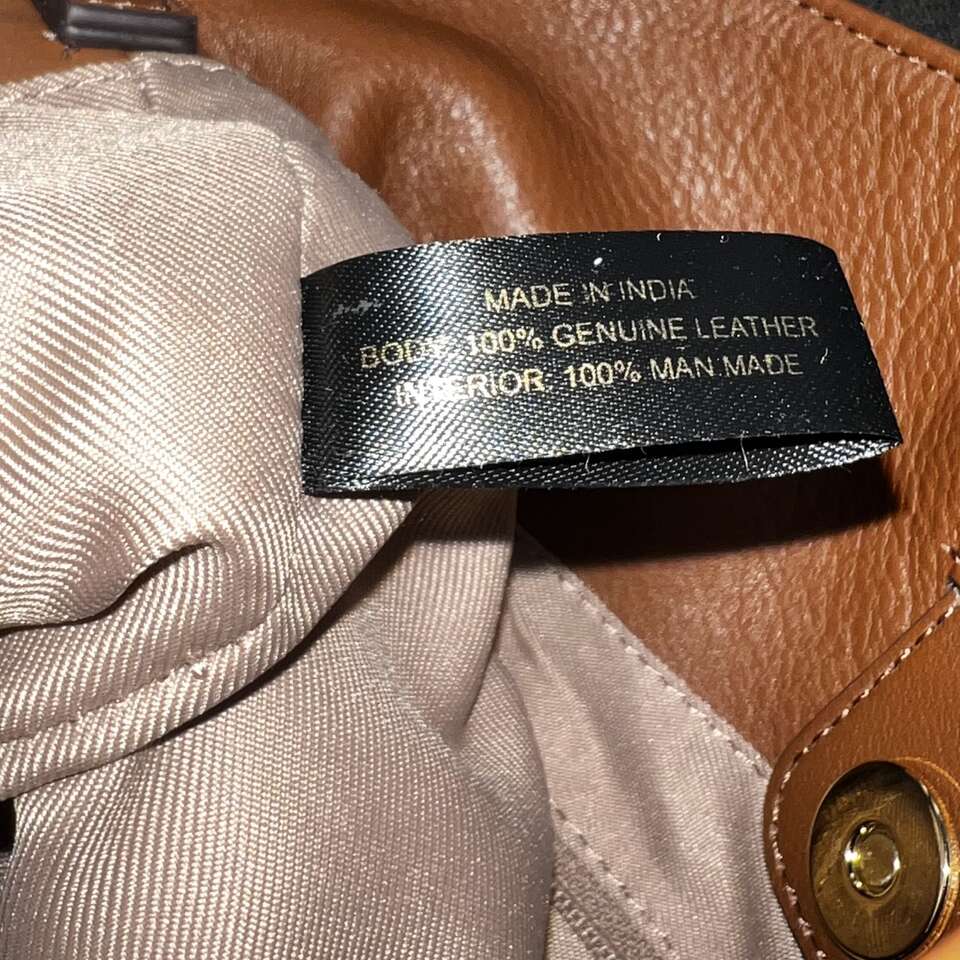 MADE IN INDIA
BODY: 100% GENUINE LEATHER
INTERIOR: 100% MAN MADE